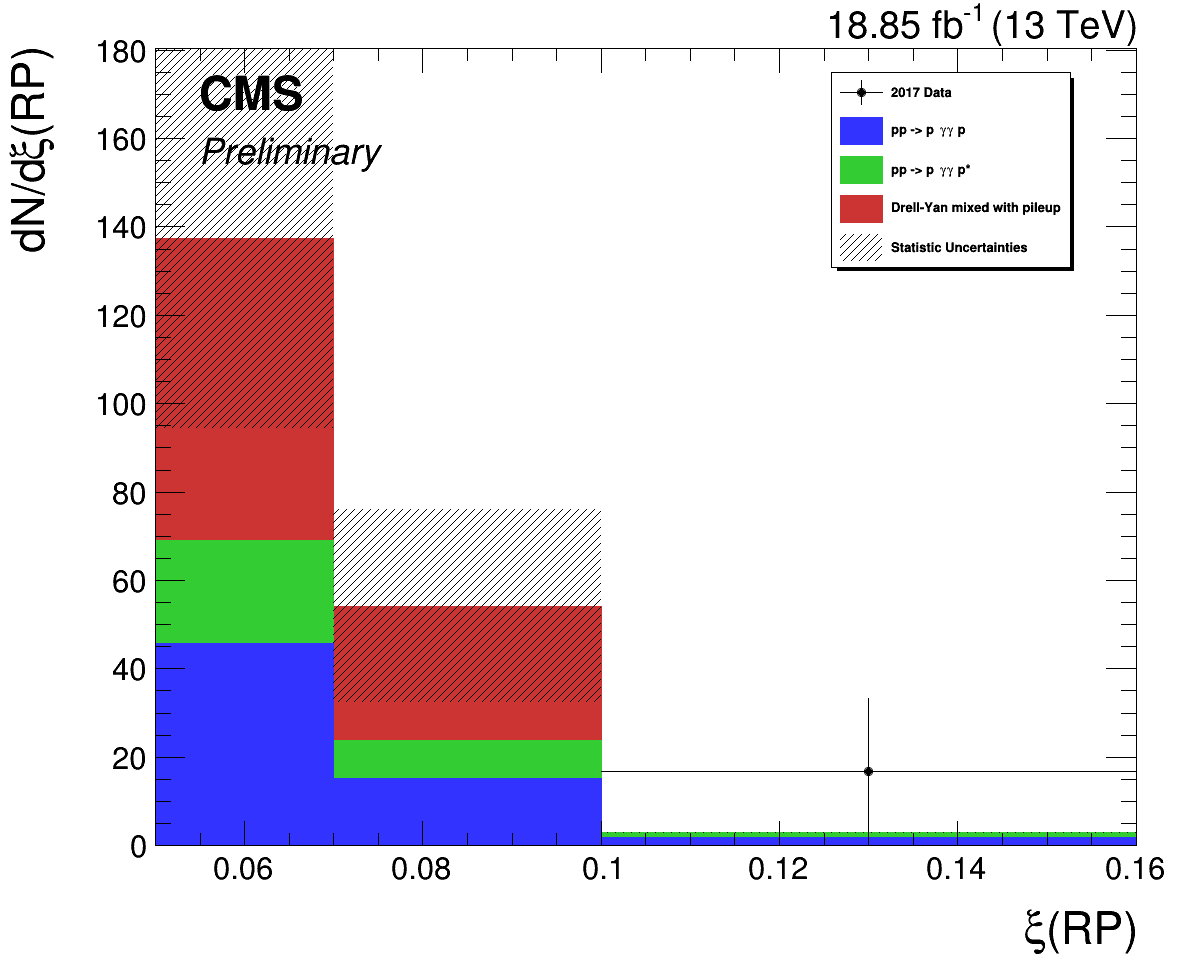 18.85 fb⁻¹ (13 TeV)
dN/dξ(RP)
CMS
Preliminary
2017 Data
pp -> p γγ p
pp -> p γγ p*
Drell-Yan mixed with pileup
Statistic Uncertainties
180
160
140
120
100
80
60
40
20
0
0.06 0.08 0.1 0.12 0.14 0.16
ξ(RP)